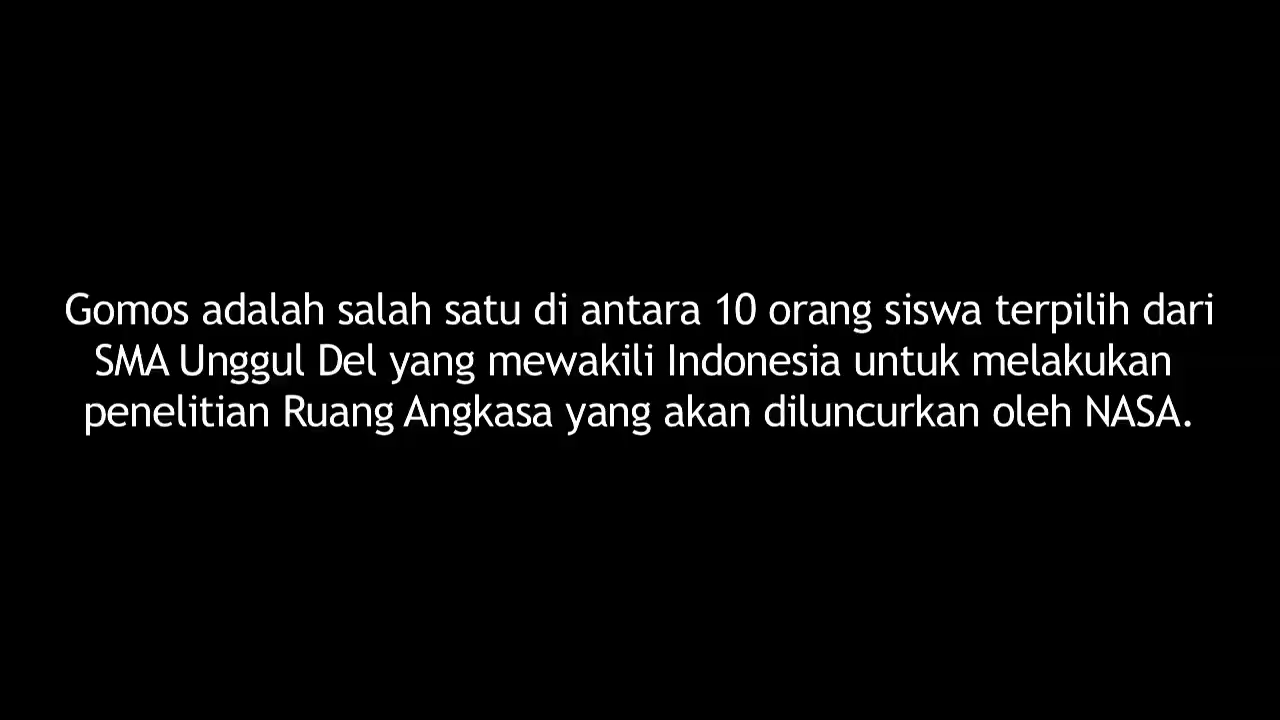 Gomos adalah salah satu di antara 10 orang siswa terpilih dari
SMA Unggul Del yang mewakili Indonesia untuk melakukan
penelitian Ruang Angkasa yang akan diluncurkan oleh NASA.